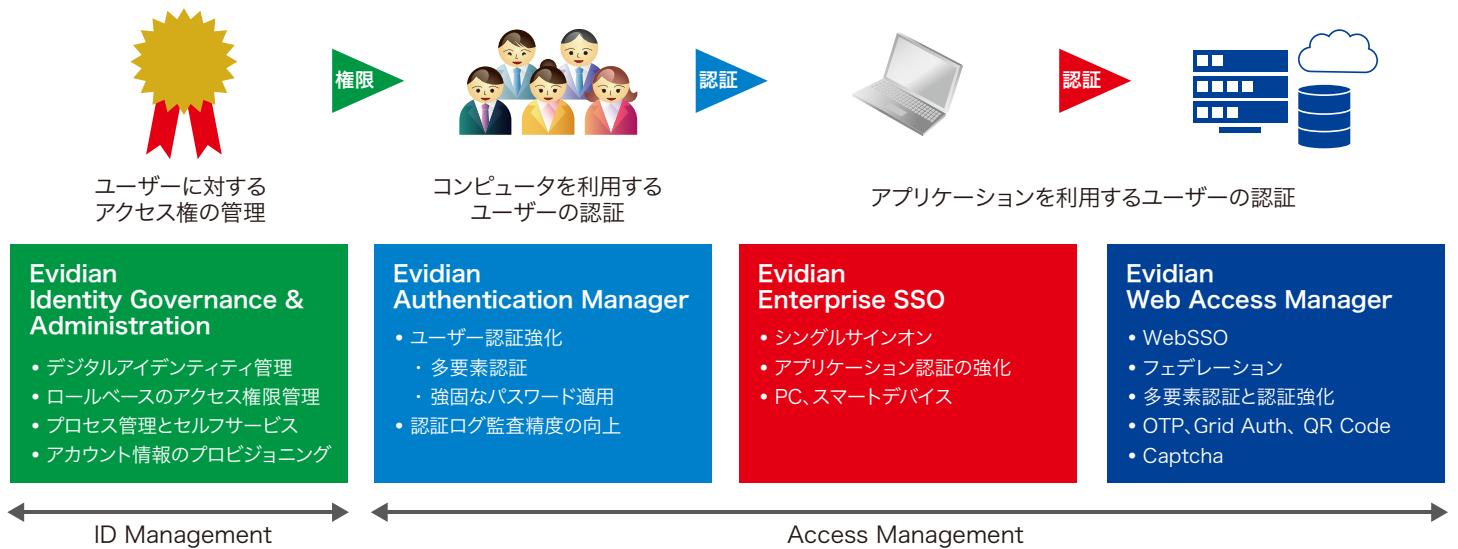 権限
認証
認証
ユーザーに対する
アクセス権の管理
コンピュータを利用する
ユーザーの認証
アプリケーションを利用するユーザーの認証
Evidian
Identity Governance &
Administration
• デジタルアイデンティティ管理
• ロールベースのアクセス権限管理
• プロセス管理とセルフサービス
• アカウント情報のプロビジョニング
Evidian
Authentication Manager
• ユーザー認証強化
・ 多要素認証
・ 強固なパスワード適用
• 認証ログ監査精度の向上
Evidian
Enterprise SSO
• シングルサインオン
• アプリケーション認証の強化
• PC、スマートデバイス
Evidian
Web Access Manager
• WebSSO
• フェデレーション
• 多要素認証と認証強化
• OTP、Grid Auth、QR Code
• Captcha
ID Management
Access Management